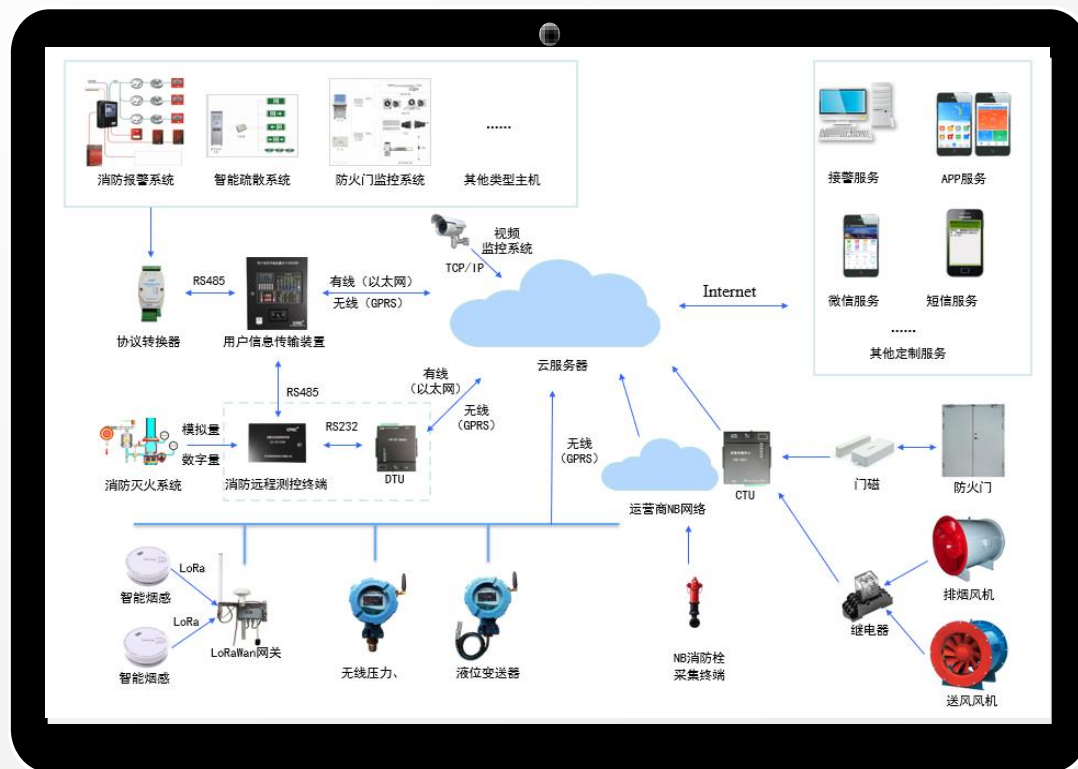 消防报警系统
智能疏散系统
防火门监控系统
......
其他类型主机
接警服务
APP服务
微信服务
短信服务
......
其他定制服务
视频
监控系统
TCP/IP
Internet
RS485
有线（以太网）
无线（GPRS）
协议转换器
用户信息传输装置
云服务器
RS485
有线
（以太网）
无线
（GPRS）
模拟量
数字量
RS232
消防灭火系统
消防远程测控终端
DTU
无线
（GPRS）
运营商NB网络
CTU
门磁
防火门
LoRa
智能烟感
LoRa
智能烟感
LoRaWan网关
无线压力、
液位变送器
NB消防栓
采集终端
继电器
排烟风机
送风风机